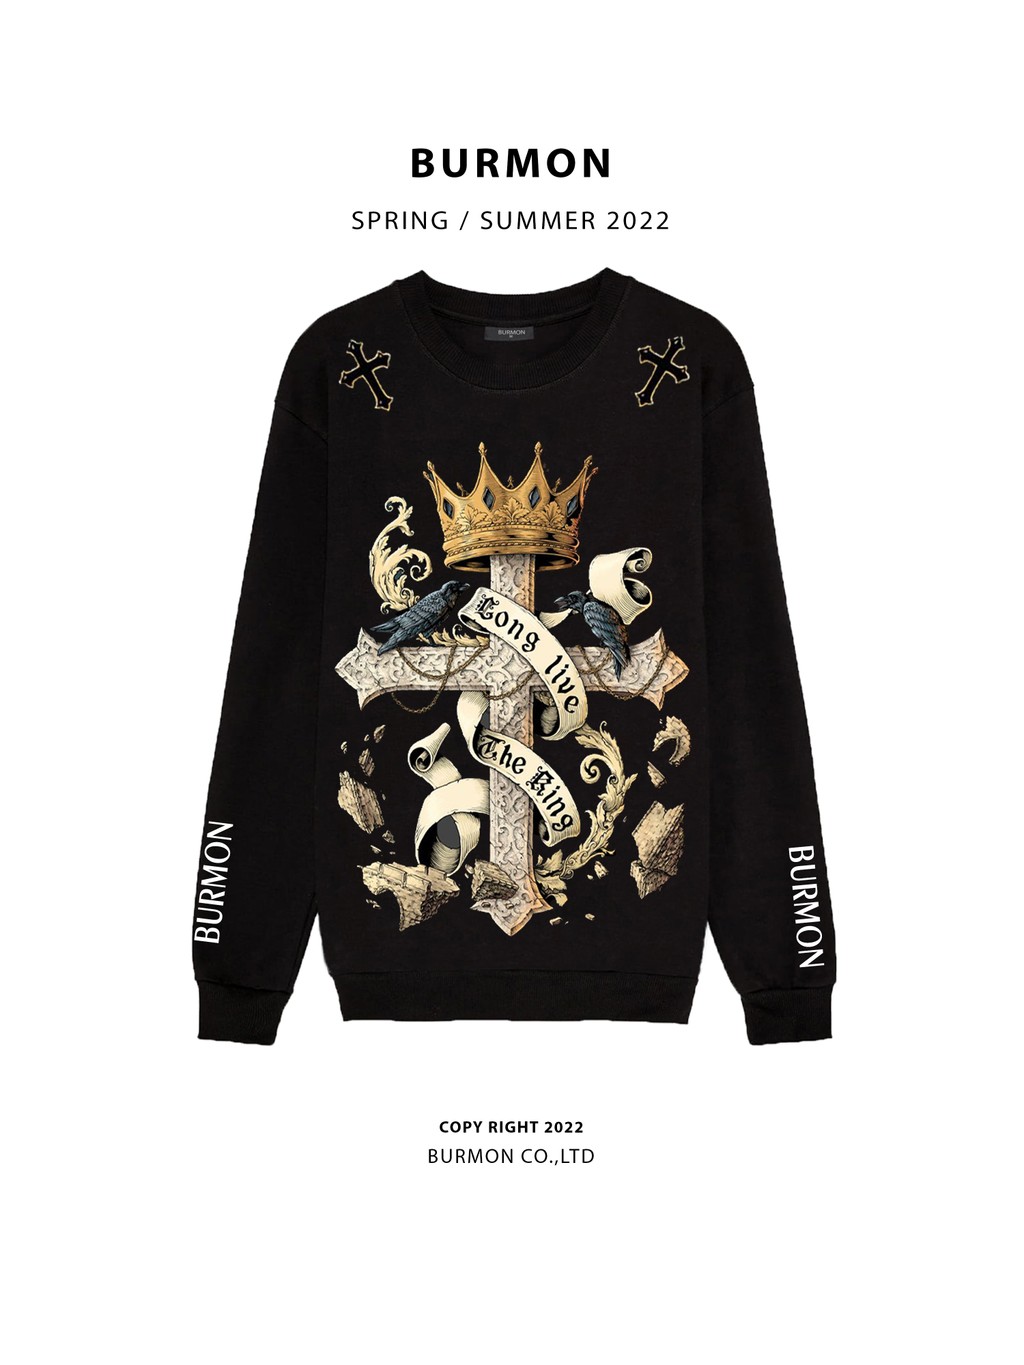 BURMON
SPRING / SUMMER 2022
BURMON
Long live
The King
BURMON
BURMON
COPY RIGHT 2022
BURMON CO.,LTD